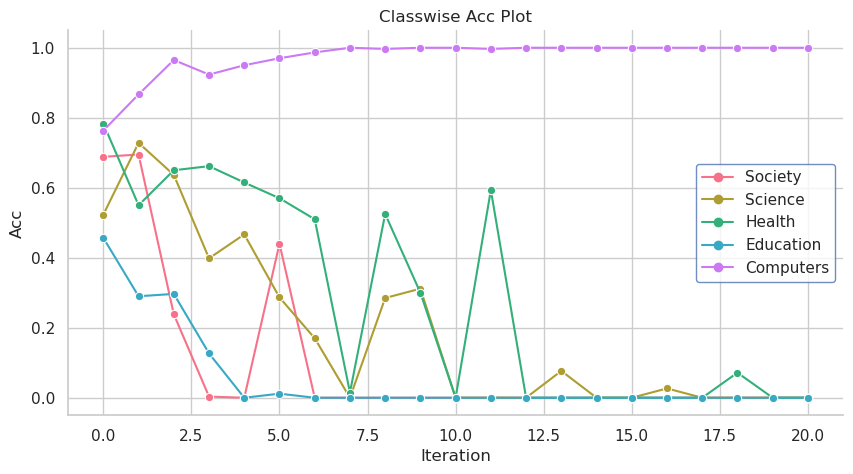 Classwise Acc Plot
1.0
0.8
0.6
0.4
0.2
0.0
Acc
Society
Science
Health
Education
Computers
0.0 2.5 5.0 7.5 10.0 12.5 15.0 17.5 20.0
Iteration